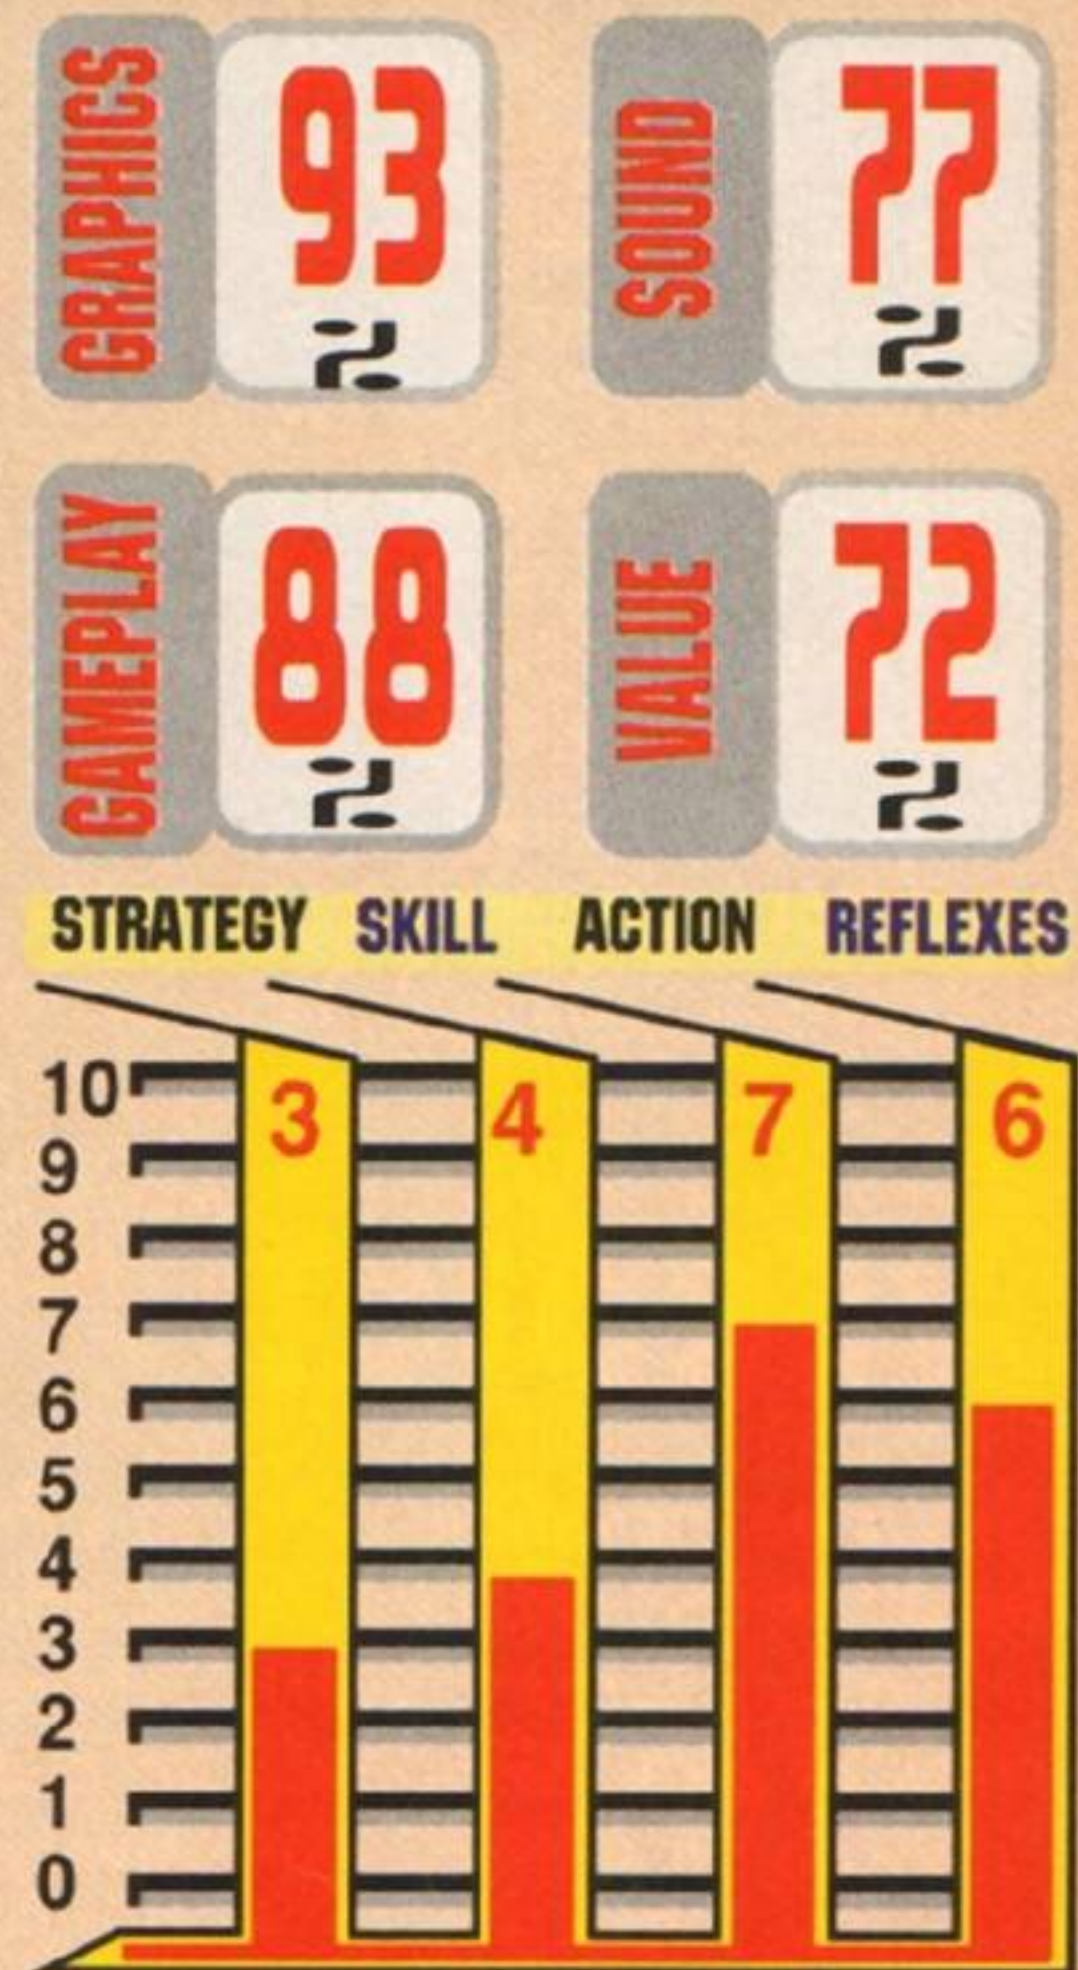 GRAPHICS 93 % SOUND 77 %
GAMEPLAY 88 % VALUE 72 %
STRATEGY SKILL ACTION REFLEXES
10
3 4 7 6
9
8
7
6
5
4
3
2
1
0